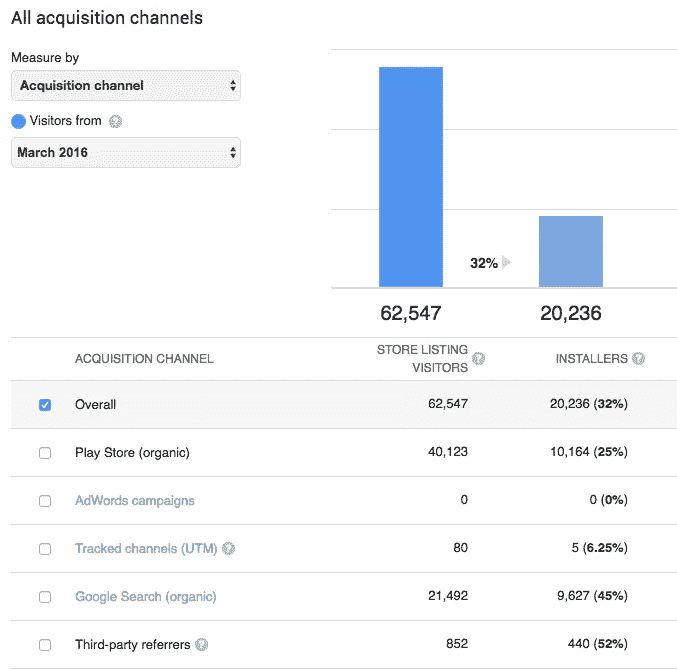 All acquisition channels
Measure by
Acquisition channel
Visitors from
March 2016
32%
62,547 20,236
ACQUISITION CHANNEL STORE LISTING VISITORS INSTALLERS
Overall 62,547 20,236 (32%)
Play Store (organic) 40,123 10,164 (25%)
AdWords campaigns 0 0 (0%)
Tracked channels (UTM) 80 5 (6.25%)
Google Search (organic) 21,492 9,627 (45%)
Third-party referrers 852 440 (52%)